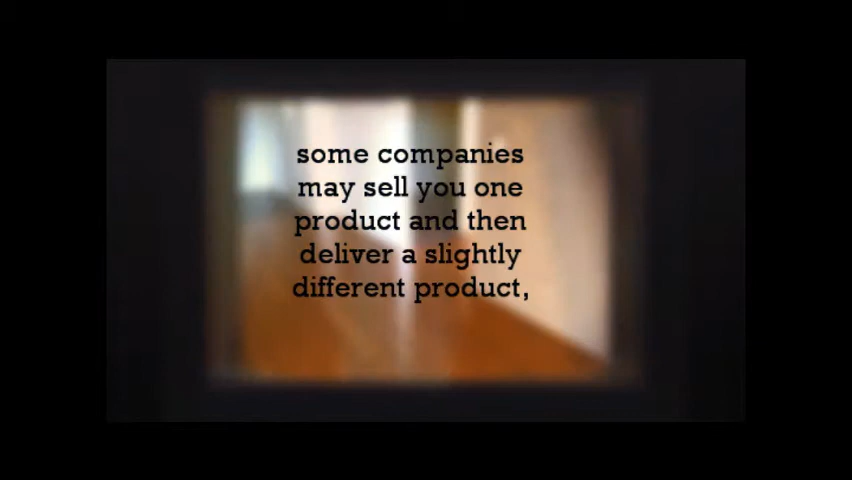 some companies
may sell you one
product and then
deliver a slightly
different product,